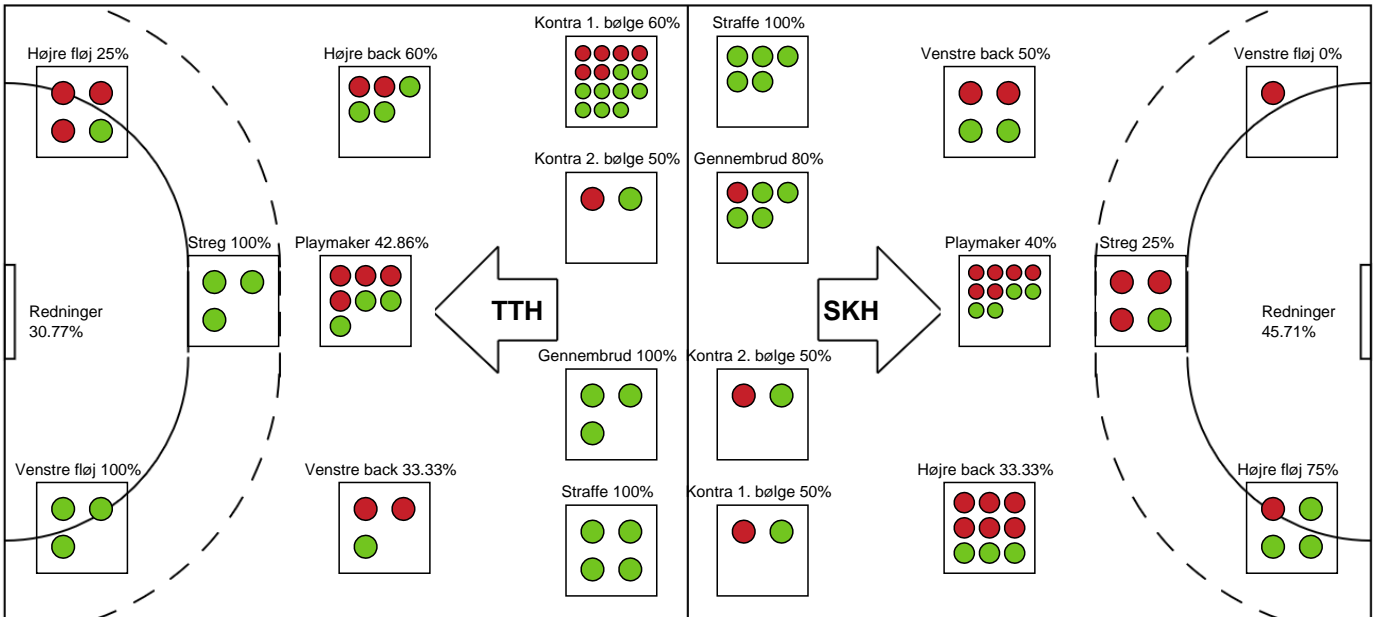 Kontra 1. bølge 60%
Straffe 100%
Højre fløj 25%
Højre back 60%
Venstre back 50%
Venstre fløj 0%
Kontra 2. bølge 50%
Gennembrud 80%
Streg 100%
Playmaker 42.86%
Playmaker 40%
Streg 25%
TTH
SKH
Redninger
30.77%
Redninger
45.71%
Gennembrud 100%
Kontra 2. bølge 50%
Venstre fløj 100%
Venstre back 33.33%
Højre back 33.33%
Højre fløj 75%
Straffe 100%
Kontra 1. bølge 50%